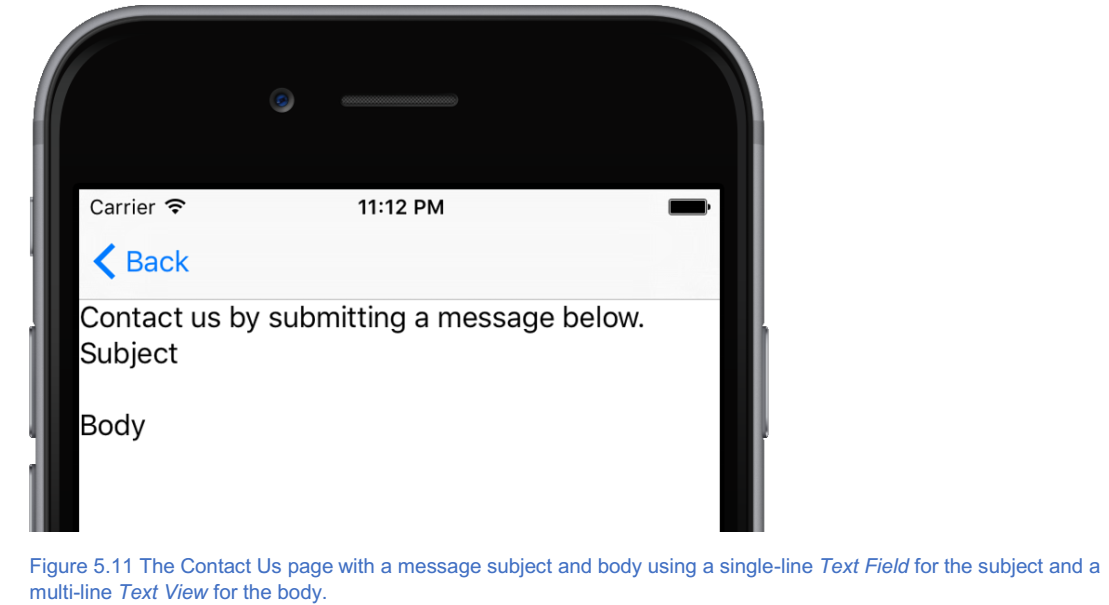 Carrier
11:12 PM
Back
Contact us by submitting a message below.
Subject
Body
Figure 5.11 The Contact Us page with a message subject and body using a single-line Text Field for the subject and a
multi-line Text View for the body.